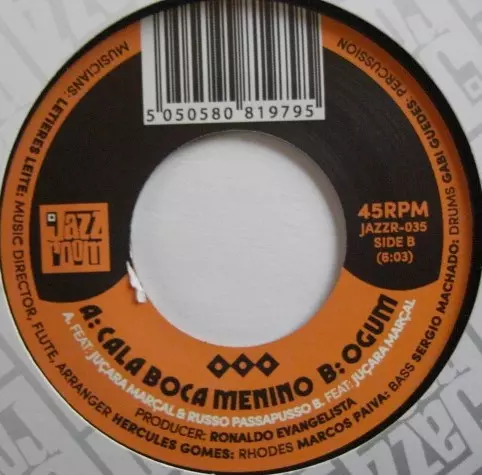 5 050580 819795
Jazz
room
45RPM
JAZZR-035
SIDE B
(6:03)
A: CALA BOCA MENINO B: OGUM
A. FEAT. JUÇARA MARÇAL & RUSSO PASSAPUSSO B. FEAT. JUÇARA MARÇAL
PRODUCER: RONALDO EVANGELISTA
MUSICIANS: LETIERES LEITE: MUSIC DIRECTOR, FLUTE, ARRANGER HERCULES GOMES: RHODES MARCOS PAIVA: BASS SERGIO MACHADO: DRUMS GABI GUEDES: PERCUSSION